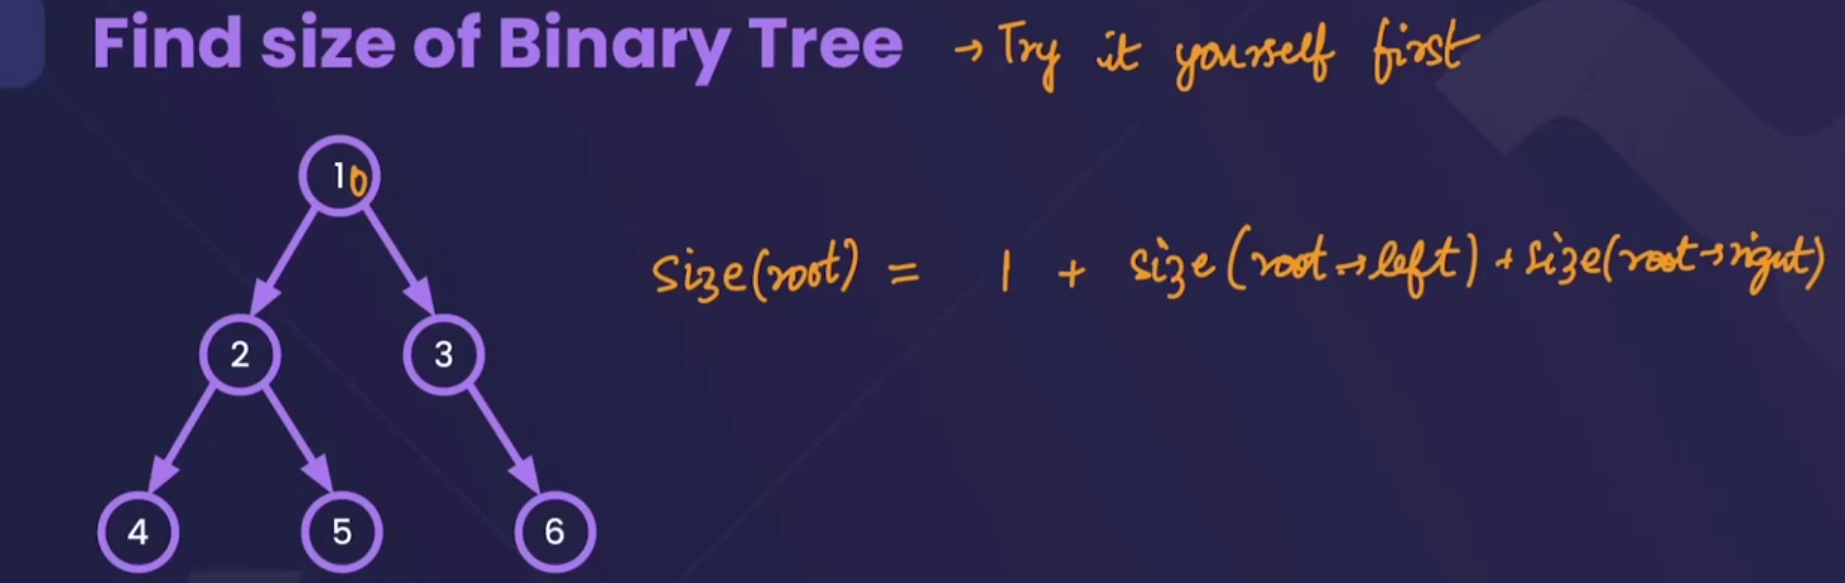 Find size of Binary Tree → Try it yourself first
10
size(root) = 1 + size(root→left) + size(root→right)
2 3
4 5 6